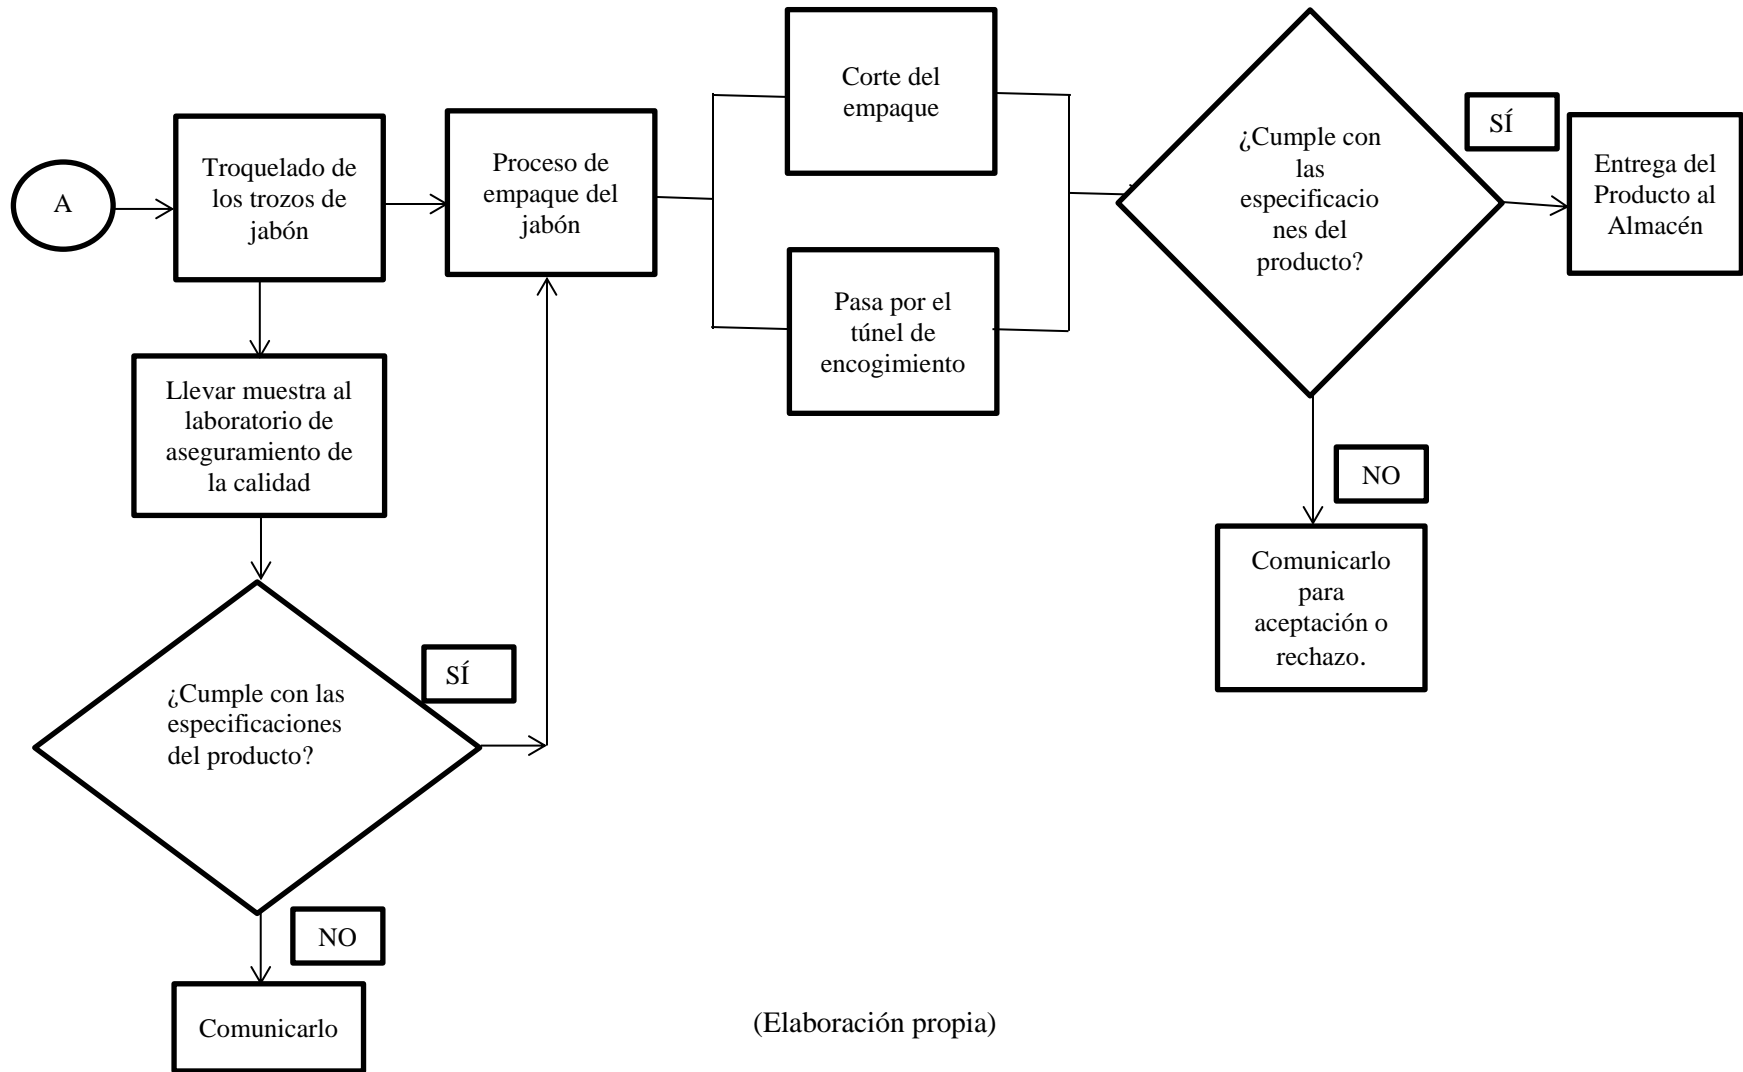 A
Troquelado de
los trozos de
jabón
Proceso de
empaque del
jabón
Corte del
empaque
Pasa por el
túnel de
encogimiento
¿Cumple con
las
especificacio
nes del
producto?
SÍ
Entrega del
Producto al
Almacén
NO
Comunicarlo
para
aceptación o
rechazo.
Llevar muestra al
laboratorio de
aseguramiento de
la calidad
¿Cumple con las
especificaciones
del producto?
SÍ
NO
Comunicarlo
(Elaboración propia)